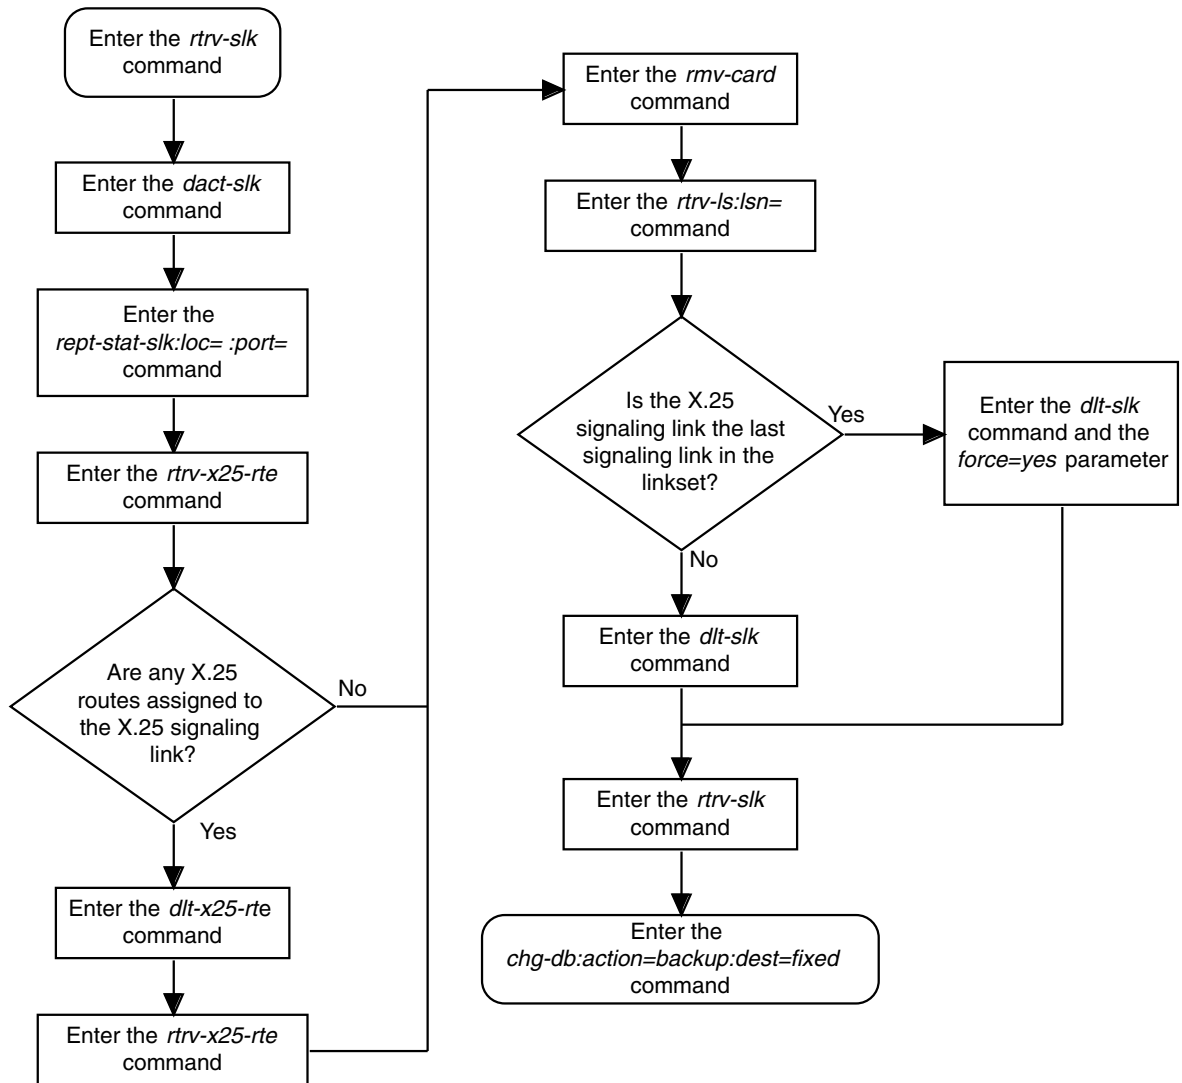 Enter the rtrv-slk
command
Enter the dact-slk
command
Enter the
rept-stat-slk:loc= :port=
command
Enter the rtrv-x25-rte
command
Are any X.25
routes assigned to
the X.25 signaling
link?
No
Yes
Enter the dlt-x25-rte
command
Enter the rtrv-x25-rte
command
Enter the rmv-card
command
Enter the rtrv-ls:lsn=
command
Is the X.25
signaling link the last
signaling link in the
linkset?
Yes
Enter the dlt-slk
command and the
force=yes parameter
No
Enter the dlt-slk
command
Enter the rtrv-slk
command
Enter the
chg-db:action=backup:dest=fixed
command